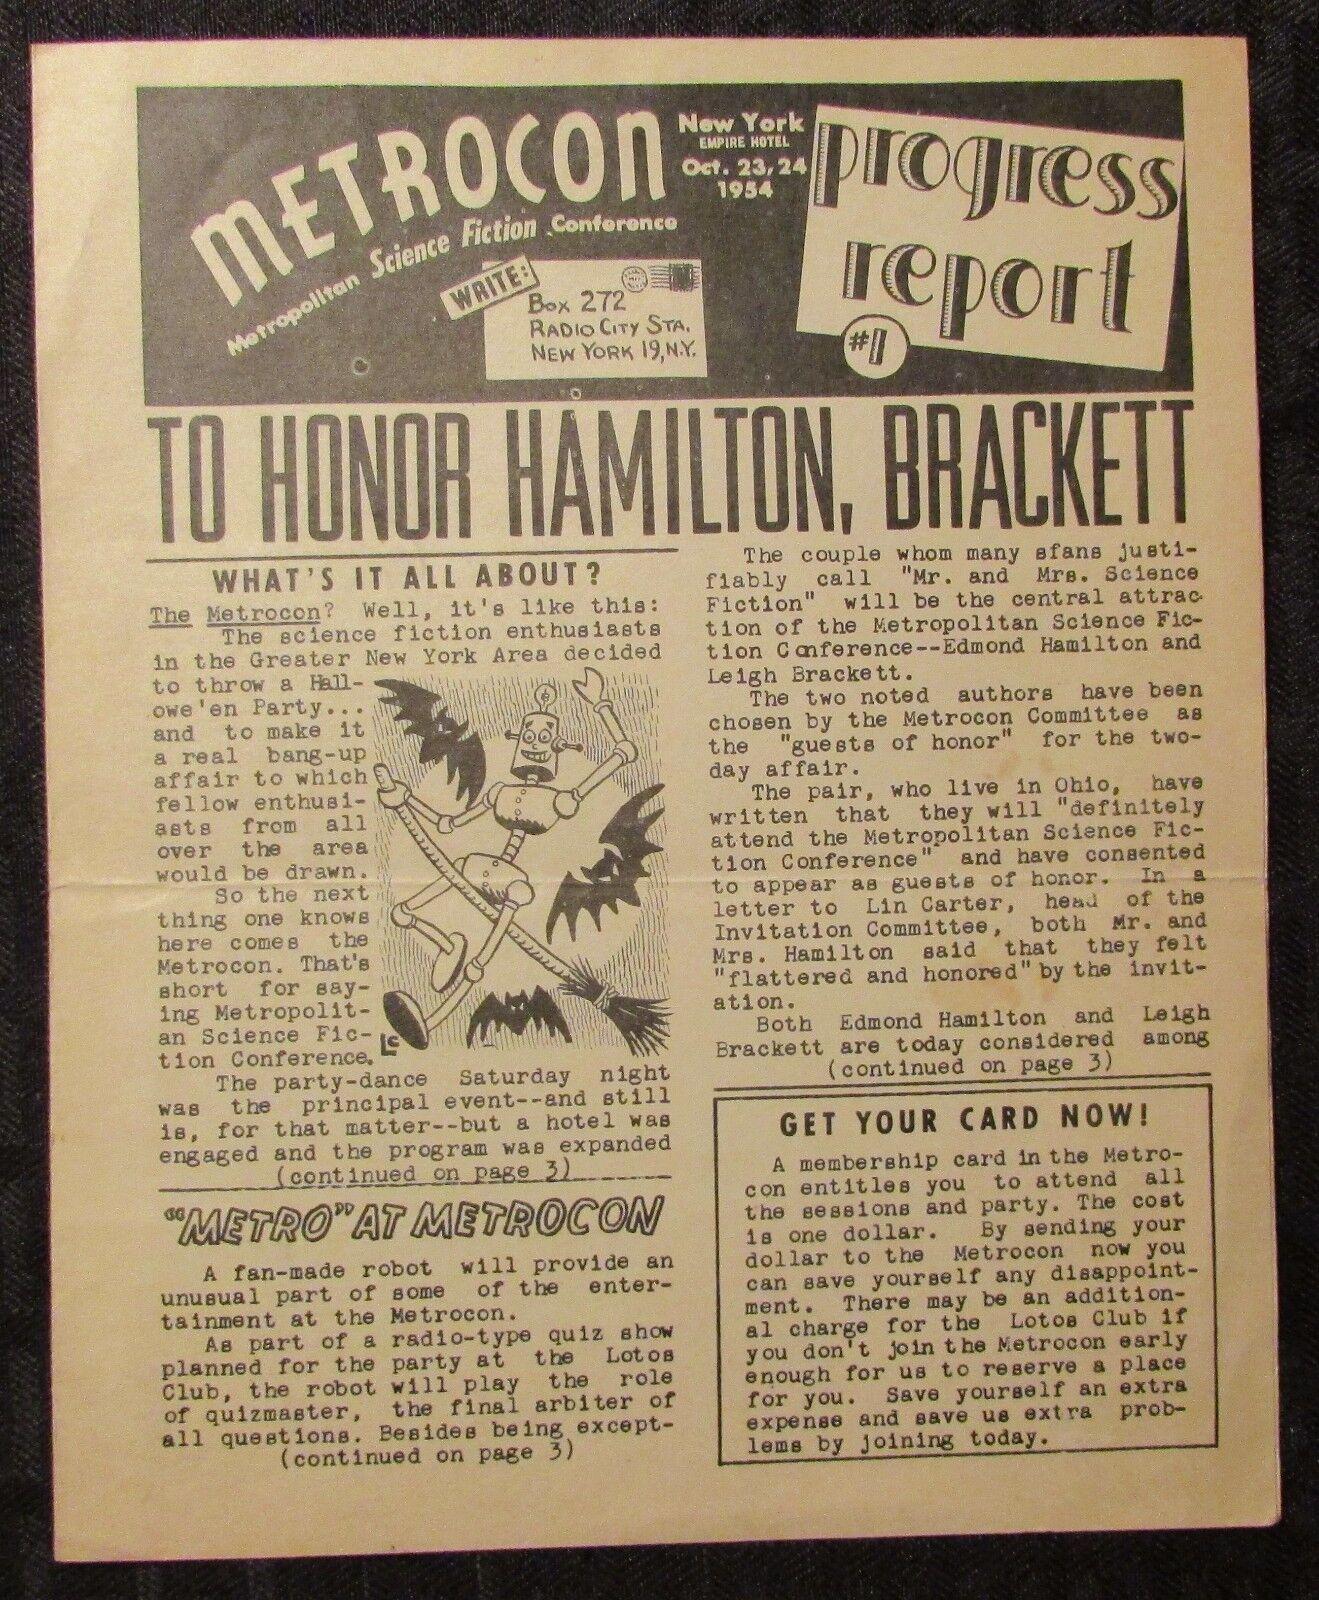 METROCON
Metropolitan Science Fiction Conference
New York
EMPIRE HOTEL
Oct. 23, 24
1954
WRITE:
Box 272
RADIO CITY STA.
NEW YORK 19, N.Y.
progress
report
#1
TO HONOR HAMILTON, BRACKETT
WHAT'S IT ALL ABOUT?
The Metrocon? Well, it's like this:
The science fiction enthusiasts
in the Greater New York Area decided
to throw a Hall-
owe'en Party...
and to make it
a real bang-up
affair to which
fellow enthusi-
asts from all
over the area
would be drawn.
So the next
thing one knows
here comes the
Metrocon. That's
short for say-
ing Metropolit-
an Science Fic-
tion Conference.
LC
The party-dance Saturday night
was the principal event--and still
is, for that matter--but a hotel was
engaged and the program was expanded
(continued on page 3)
"METRO" AT METROCON
A fan-made robot will provide an
unusual part of some of the enter-
tainment at the Metrocon.
As part of a radio-type quiz show
planned for the party at the Lotos
Club, the robot will play the role
of quizmaster, the final arbiter of
all questions. Besides being except-
(continued on page 3)
The couple whom many sfans justi-
fiably call "Mr. and Mrs. Science
Fiction" will be the central attrac-
tion of the Metropolitan Science Fic-
tion Conference--Edmond Hamilton and
Leigh Brackett.
The two noted authors have been
chosen by the Metrocon Committee as
the "guests of honor" for the two-
day affair.
The pair, who live in Ohio, have
written that they will "definitely
attend the Metropolitan Science Fic-
tion Conference" and have consented
to appear as guests of honor. In a
letter to Lin Carter, head of the
Invitation Committee, both Mr. and
Mrs. Hamilton said that they felt
"flattered and honored" by the invit-
ation.
Both Edmond Hamilton and Leigh
Brackett are today considered among
(continued on page 3)
GET YOUR CARD NOW!
A membership card in the Metro-
con entitles you to attend all
the sessions and party. The cost
is one dollar. By sending your
dollar to the Metrocon now you
can save yourself any disappoint-
ment. There may be an addition-
al charge for the Lotos Club if
you don't join the Metrocon early
enough for us to reserve a place
for you. Save yourself an extra
expense and save us extra prob-
lems by joining today.